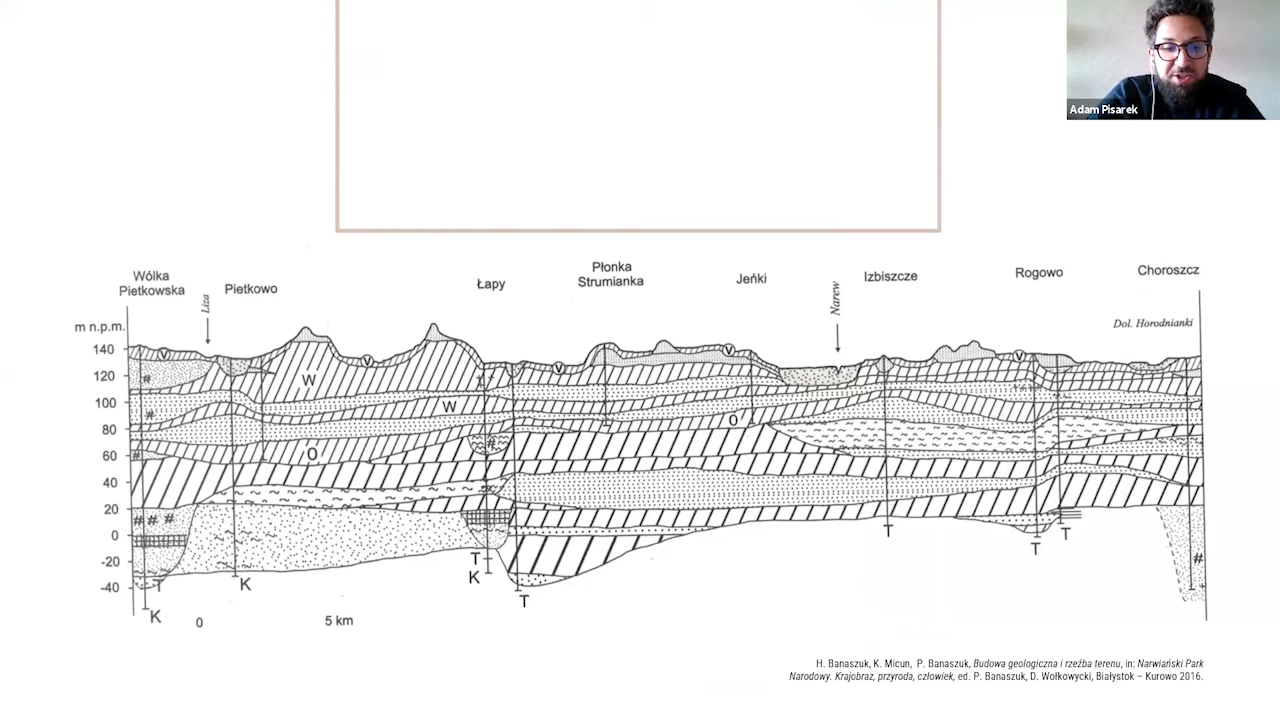 Adam Pisarek
Wólka
Pietkowska
Liza
Pietkowo
Łapy
Płonka
Strumianka
Jeńki
Narew
Izbiszcze
Rogowo
Choroszcz
Dol. Horodnianki
m n.p.m.
140
120
100
80
60
40
20
0
-20
-40
V
V
V
V
V
W
W
O
O
T
K
K
T
K
T
T
T
T
0
5 km
H. Banaszuk, K. Micun, P. Banaszuk, Budowa geologiczna i rzeźba terenu, in: Narwiański Park
Narodowy. Krajobraz, przyroda, człowiek, ed. P. Banaszuk, D. Wołkowycki, Białystok – Kurowo 2016.